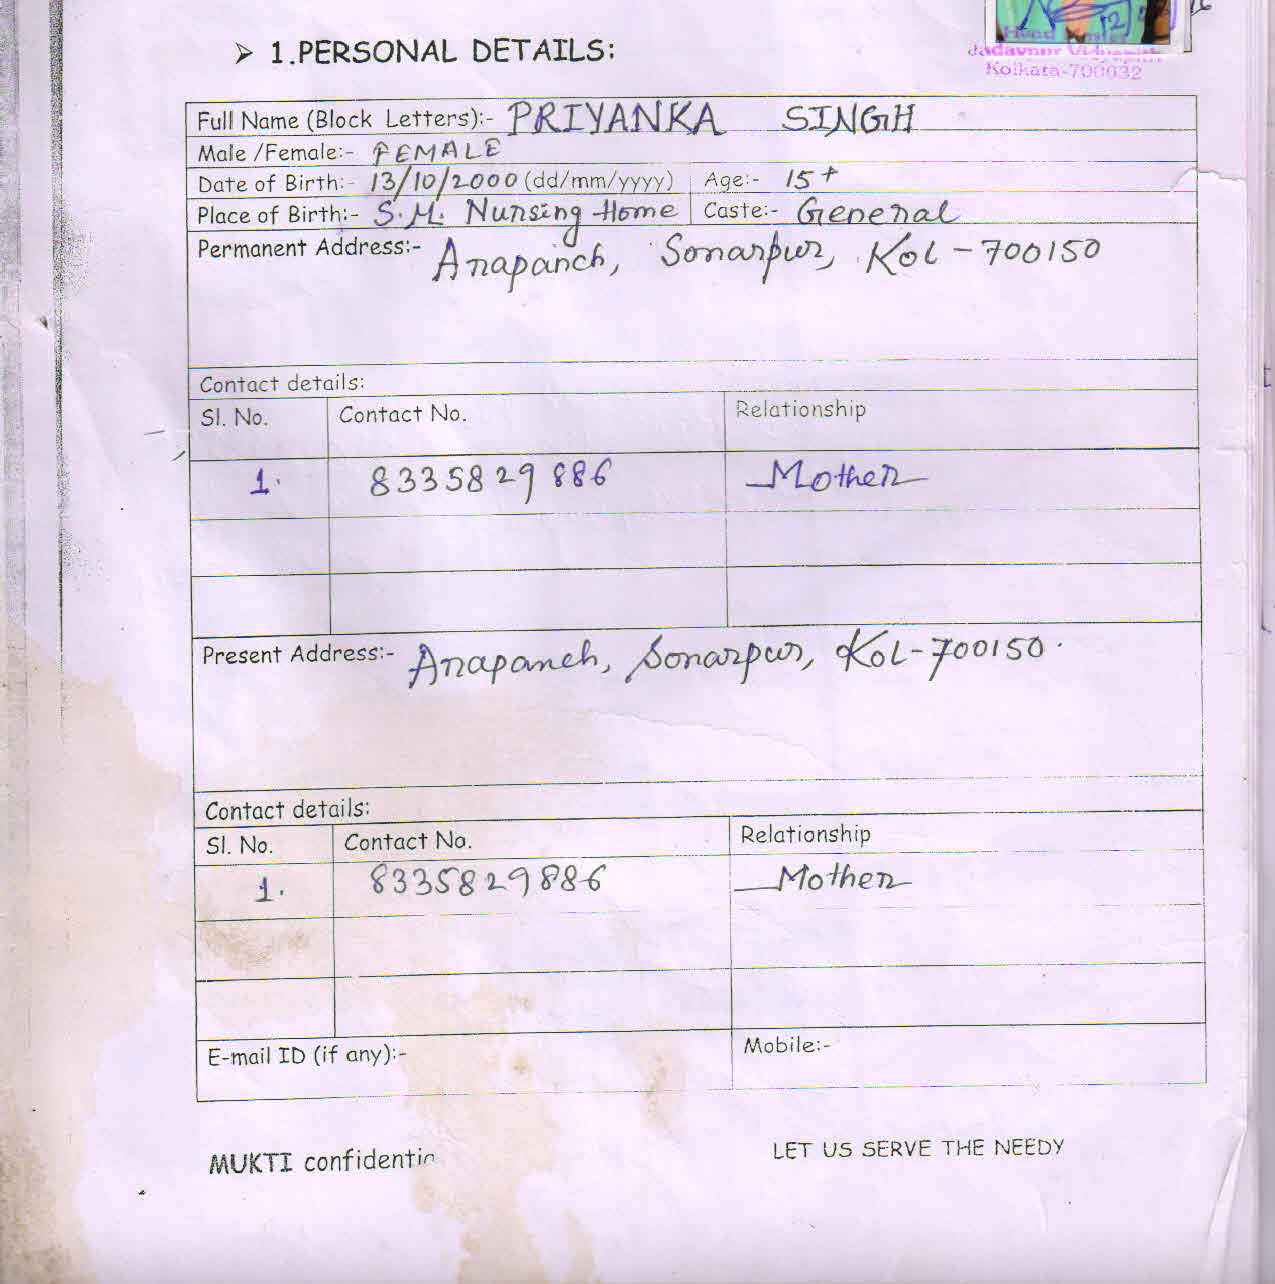 ➢ 1.PERSONAL DETAILS:
Jadavpur Vidyapith
Kolkata-700032
Full Name (Block Letters):- PRIYANKA SINGH
Male /Female:- FEMALE
Date of Birth:- 13/10/2000 (dd/mm/yyyy) Age:- 15+
Place of Birth:- S.M. Nursing Home Caste:- General
Permanent Address:- Arapanch, Sonarpur, Kol-700150
Contact details:
Sl. No. Contact No. Relationship
1. 8335829886 Mother
Present Address:- Arapanch, Sonarpur, Kol-700150.
Contact details:
Sl. No. Contact No. Relationship
1. 8335829886 Mother
E-mail ID (if any):- Mobile:-
MUKTI confidentia
LET US SERVE THE NEEDY